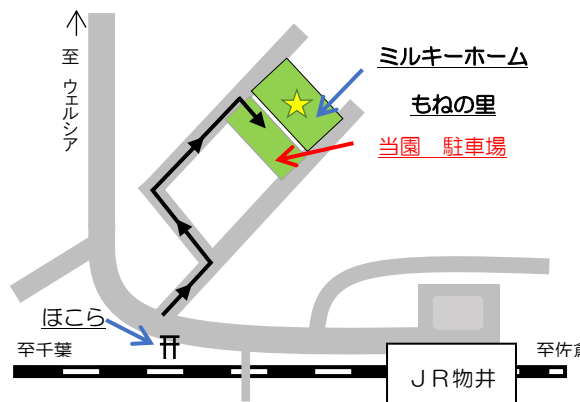 至 ウェルシア
ミルキーホーム
もねの里
当園 駐車場
ほこら
至千葉
JR物井
至佐倉